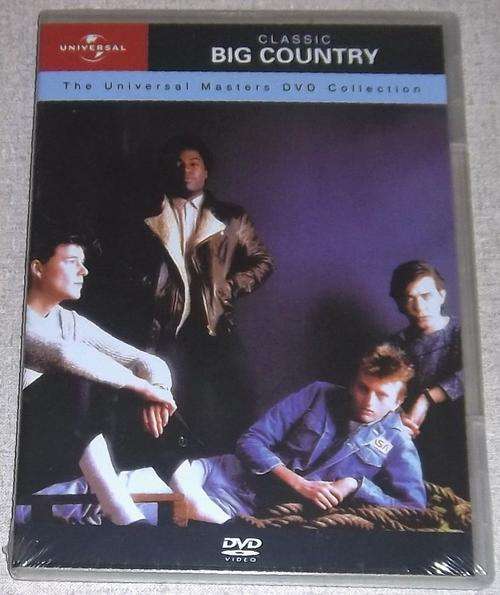 UNIVERSAL
CLASSIC
BIG COUNTRY
The Universal Masters DVD Collection
DVD
VIDEO